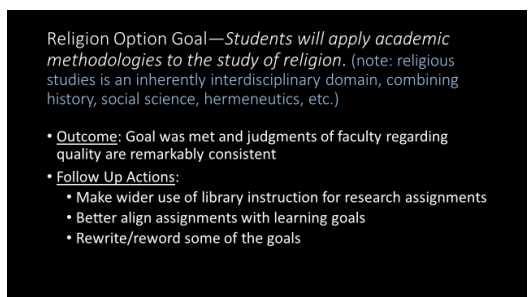 Religion Option Goal—Students will apply academic
methodologies to the study of religion. (note: religious
studies is an inherently interdisciplinary domain, combining
history, social science, hermeneutics, etc.)
• Outcome: Goal was met and judgments of faculty regarding
quality are remarkably consistent
• Follow Up Actions:
• Make wider use of library instruction for research assignments
• Better align assignments with learning goals
• Rewrite/reword some of the goals